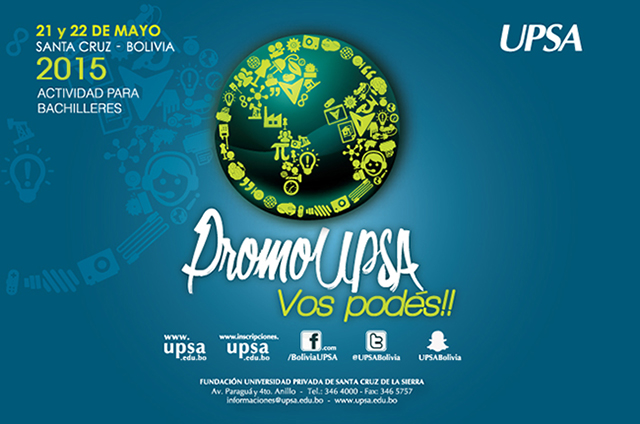 21 y 22 DE MAYO
SANTA CRUZ - BOLIVIA
2015
ACTIVIDAD PARA
BACHILLERES
UPSA
PromoUPSA
Vos podés!!
www.
upsa
.edu.bo
www.inscripciones.
upsa
.edu.bo
f.com
/BoliviaUPSA
@UPSABolivia
UPSABolivia
FUNDACIÓN UNIVERSIDAD PRIVADA DE SANTA CRUZ DE LA SIERRA
Av. Paraguá y 4to. Anillo - Tel.: 346 4000 - Fax: 346 5757
informaciones@upsa.edu.bo - www.upsa.edu.bo